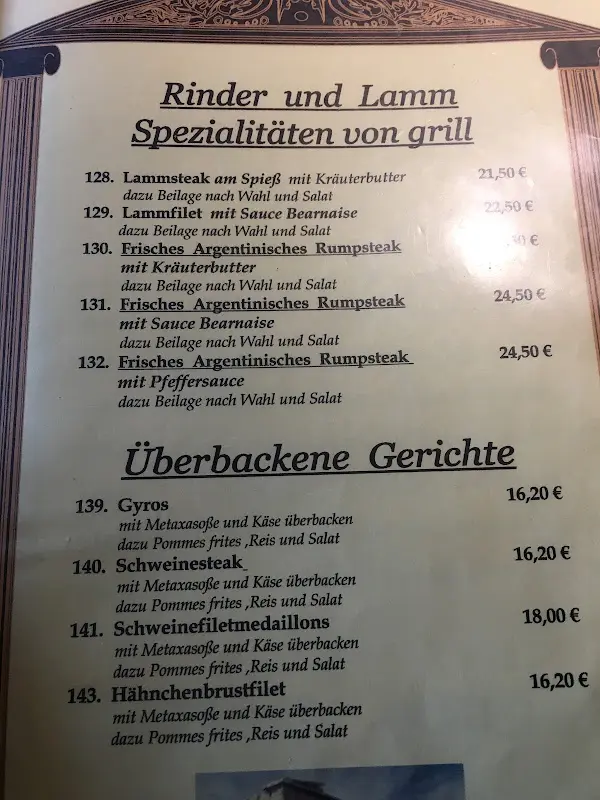 Rinder und Lamm
Spezialitäten von grill
128. Lammsteak am Spieß mit Kräuterbutter 21,50 €
dazu Beilage nach Wahl und Salat
129. Lammfilet mit Sauce Bearnaise 22,50 €
dazu Beilage nach Wahl und Salat
130. Frisches Argentinisches Rumpsteak €
mit Kräuterbutter
dazu Beilage nach Wahl und Salat
131. Frisches Argentinisches Rumpsteak 24,50 €
mit Sauce Bearnaise
dazu Beilage nach Wahl und Salat
132. Frisches Argentinisches Rumpsteak 24,50 €
mit Pfeffersauce
dazu Beilage nach Wahl und Salat
Überbackene Gerichte
139. Gyros 16,20 €
mit Metaxasoße und Käse überbacken
dazu Pommes frites ,Reis und Salat
140. Schweinesteak 16,20 €
mit Metaxasoße und Käse überbacken
dazu Pommes frites ,Reis und Salat
141. Schweinefiletmedaillons 18,00 €
mit Metaxasoße und Käse überbacken
dazu Pommes frites ,Reis und Salat
143. Hähnchenbrustfilet 16,20 €
mit Metaxasoße und Käse überbacken
dazu Pommes frites ,Reis und Salat